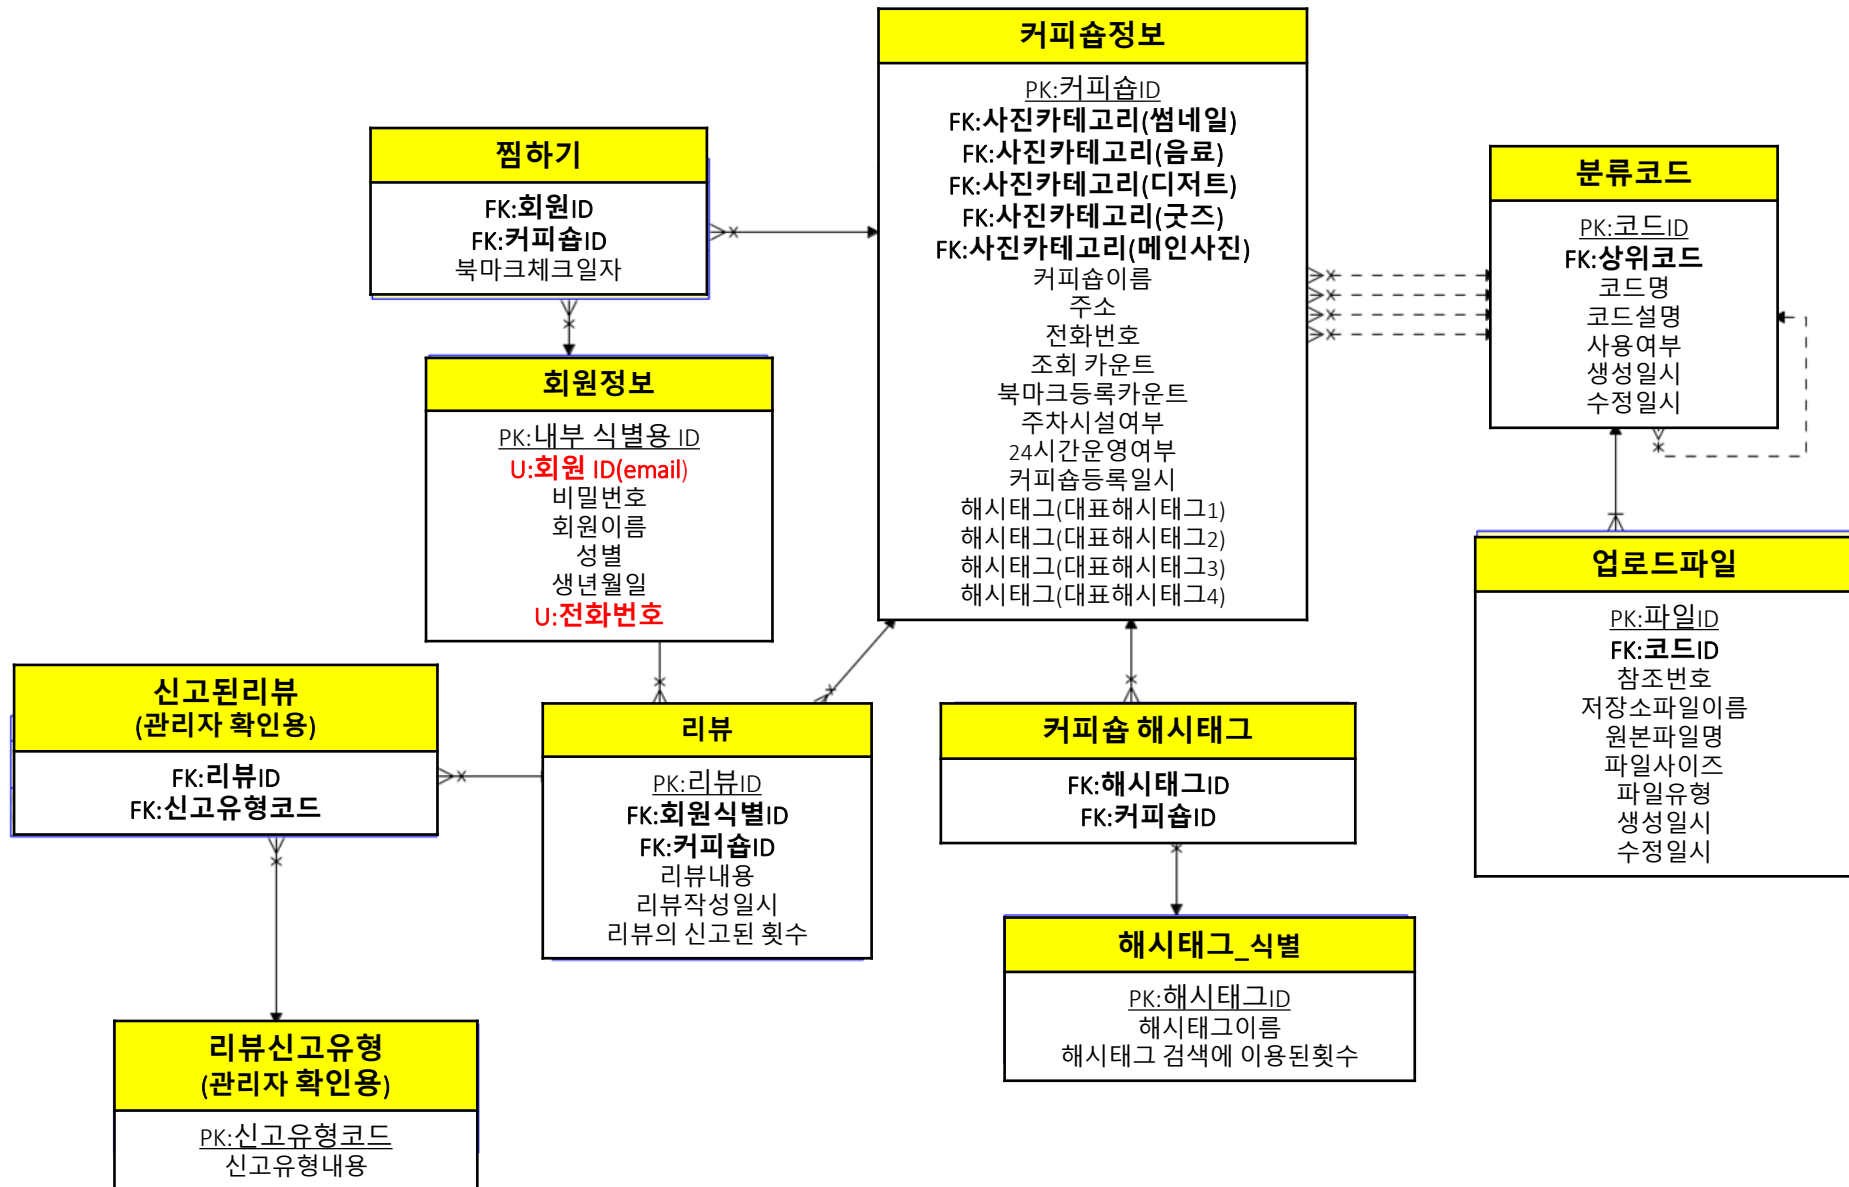 커피숍정보
PK:커피숍ID
FK:사진카테고리(썸네일)
FK:사진카테고리(음료)
FK:사진카테고리(디저트)
FK:사진카테고리(굿즈)
FK:사진카테고리(메인사진)
커피숍이름
주소
전화번호
조회 카운트
북마크등록카운트
주차시설여부
24시간운영여부
커피숍등록일시
해시태그(대표해시태그1)
해시태그(대표해시태그2)
해시태그(대표해시태그3)
해시태그(대표해시태그4)
찜하기
FK:회원ID
FK:커피숍ID
북마크체크일자
분류코드
PK:코드ID
FK:상위코드
코드명
코드설명
사용여부
생성일시
수정일시
회원정보
PK:내부 식별용 ID
U:회원 ID(email)
비밀번호
회원이름
성별
생년월일
U:전화번호
업로드파일
PK:파일ID
FK:코드ID
참조번호
저장소파일이름
원본파일명
파일사이즈
파일유형
생성일시
수정일시
신고된리뷰
(관리자 확인용)
FK:리뷰ID
FK:신고유형코드
리뷰
PK:리뷰ID
FK:회원식별ID
FK:커피숍ID
리뷰내용
리뷰작성일시
리뷰의 신고된 횟수
커피숍 해시태그
FK:해시태그ID
FK:커피숍ID
해시태그_식별
PK:해시태그ID
해시태그이름
해시태그 검색에 이용된횟수
리뷰신고유형
(관리자 확인용)
PK:신고유형코드
신고유형내용